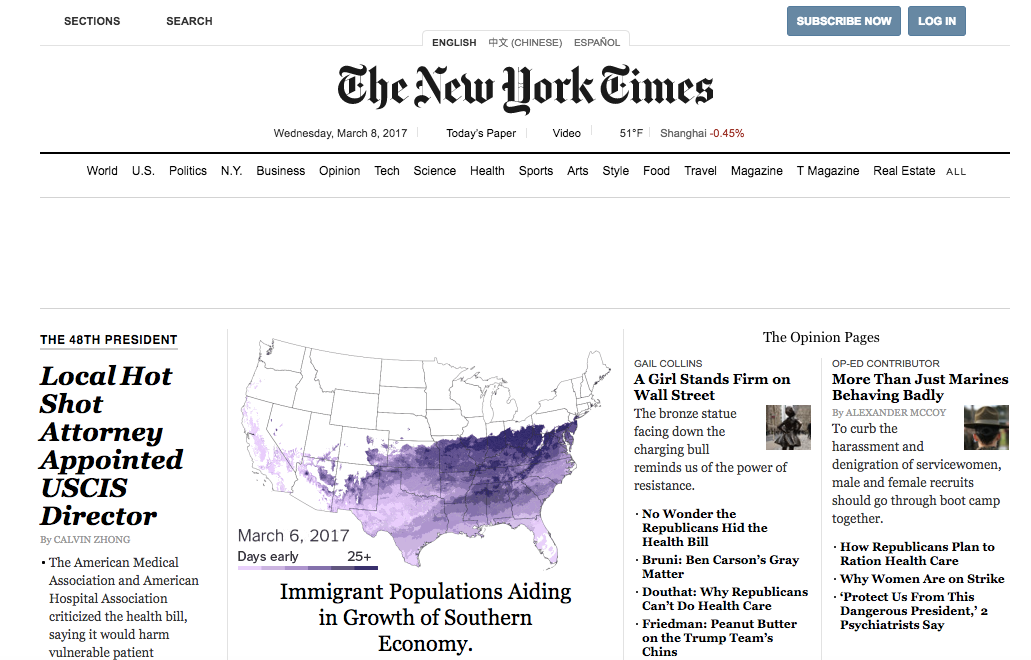 SECTIONS SEARCH SUBSCRIBE NOW LOG IN
ENGLISH 中文 (CHINESE) ESPAÑOL
The New York Times
Wednesday, March 8, 2017 Today's Paper Video 51°F Shanghai -0.45%
World U.S. Politics N.Y. Business Opinion Tech Science Health Sports Arts Style Food Travel Magazine T Magazine Real Estate ALL
THE 48TH PRESIDENT
Local Hot
Shot
Attorney
Appointed
USCIS
Director
By CALVIN ZHONG
• The American Medical
Association and American
Hospital Association
criticized the health bill,
saying it would harm
vulnerable patient
March 6, 2017
Days early 25+
Immigrant Populations Aiding
in Growth of Southern
Economy.
The Opinion Pages
GAIL COLLINS
A Girl Stands Firm on
Wall Street
The bronze statue
facing down the
charging bull
reminds us of the power of
resistance.
· No Wonder the
Republicans Hid the
Health Bill
· Bruni: Ben Carson's Gray
Matter
· Douthat: Why Republicans
Can't Do Health Care
· Friedman: Peanut Butter
on the Trump Team's
Chins
OP-ED CONTRIBUTOR
More Than Just Marines
Behaving Badly
By ALEXANDER MCCOY
To curb the
harassment and
denigration of servicewomen,
male and female recruits
should go through boot camp
together.
· How Republicans Plan to
Ration Health Care
· Why Women Are on Strike
· 'Protect Us From This
Dangerous President,' 2
Psychiatrists Say